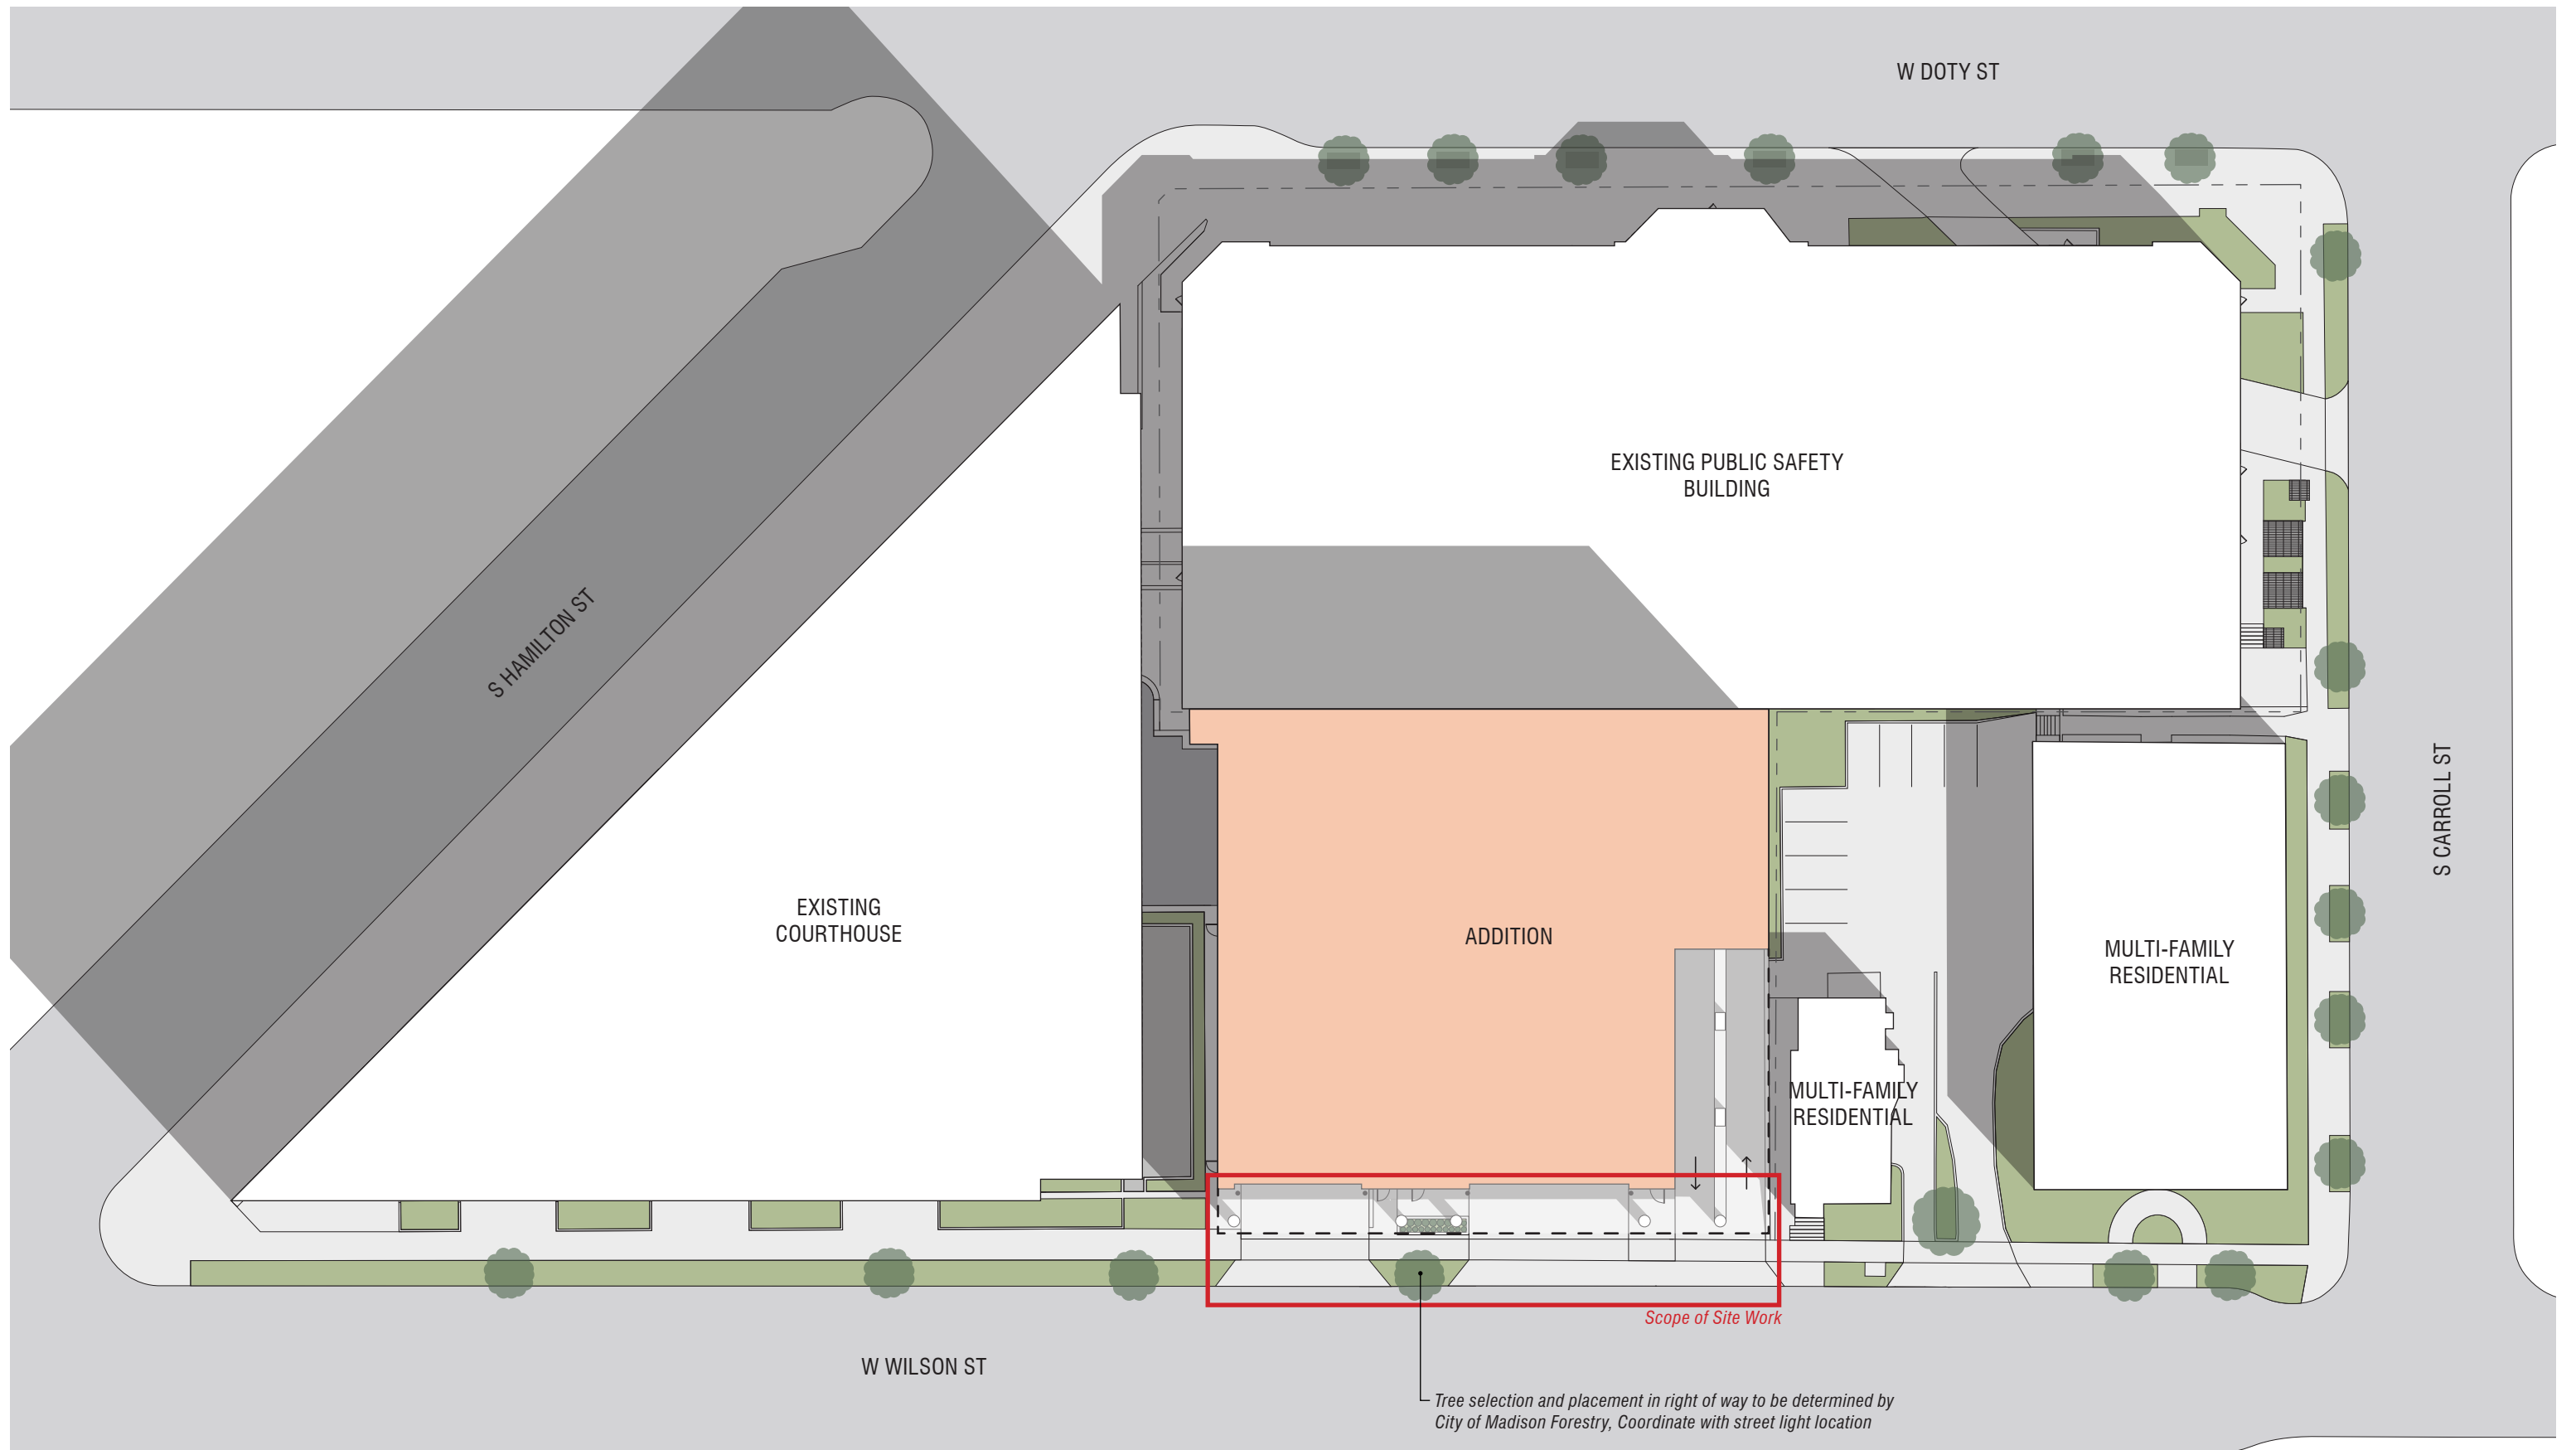 W DOTY ST
EXISTING PUBLIC SAFETY
BUILDING
S HAMILTON ST
S CARROLL ST
EXISTING
COURTHOUSE
ADDITION
MULTI-FAMILY
RESIDENTIAL
MULTI-FAMILY
RESIDENTIAL
Scope of Site Work
W WILSON ST
Tree selection and placement in right of way to be determined by
City of Madison Forestry, Coordinate with street light location